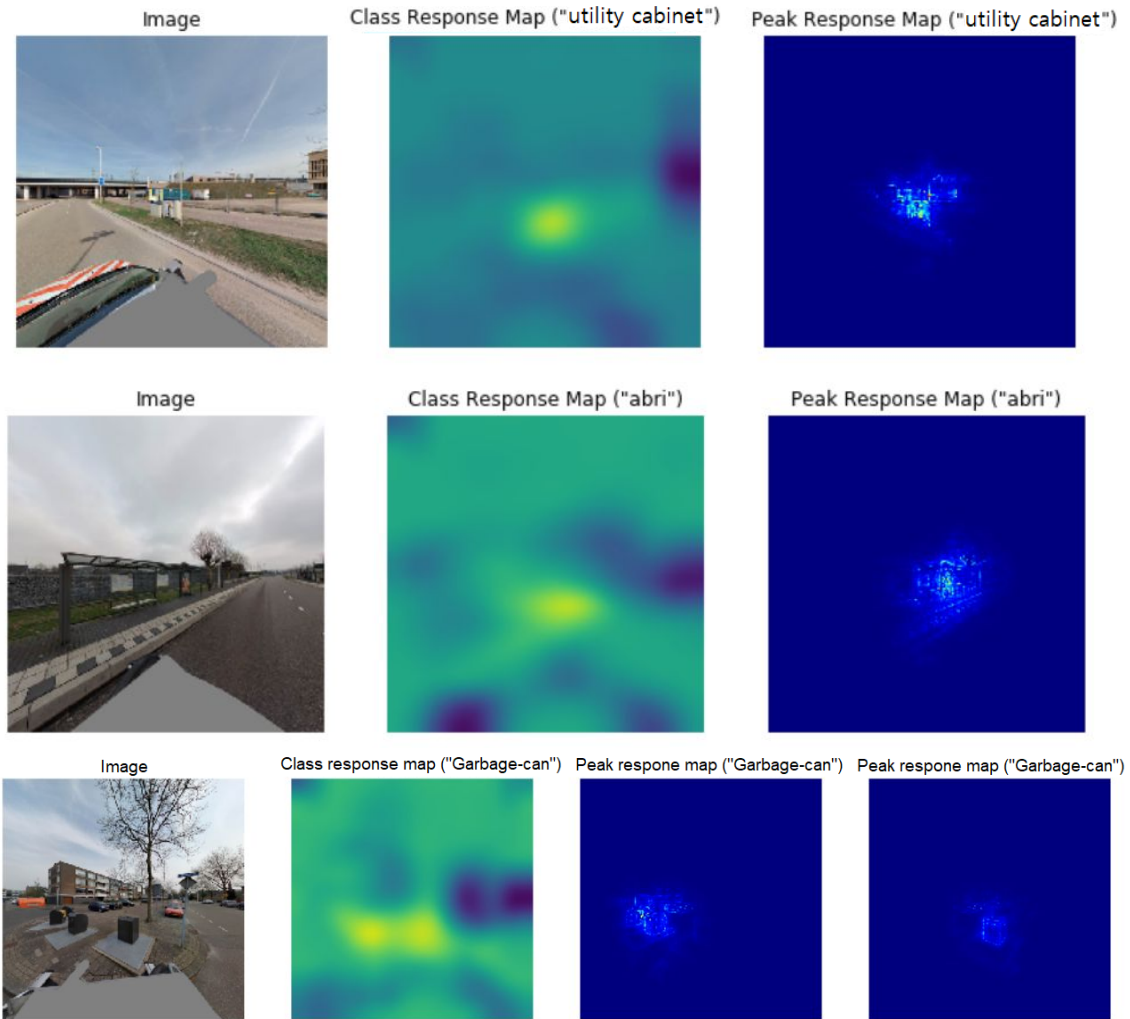 Image
Class Response Map ("utility cabinet")
Peak Response Map ("utility cabinet")
Image
Class Response Map ("abri")
Peak Response Map ("abri")
Image
Class response map ("Garbage-can")
Peak respone map ("Garbage-can")
Peak respone map ("Garbage-can")